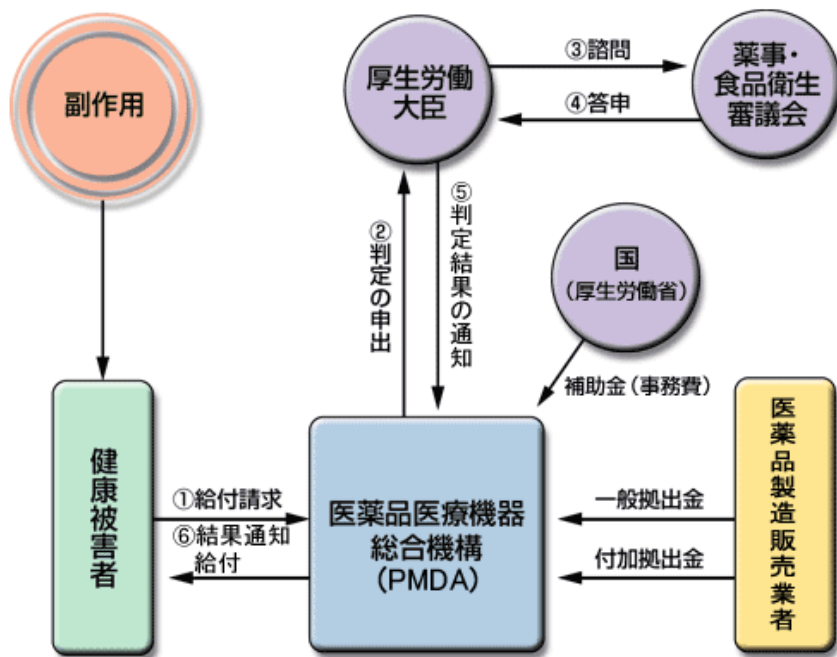 副作用
厚生労働
大臣
③諮問
④答申
薬事・
食品衛生
審議会
②判定の申出
⑤判定結果の通知
国
(厚生労働省)
補助金(事務費)
健康被害者
①給付請求
⑥結果通知
給付
医薬品医療機器
総合機構
(PMDA)
一般拠出金
付加拠出金
医薬品製造販売業者